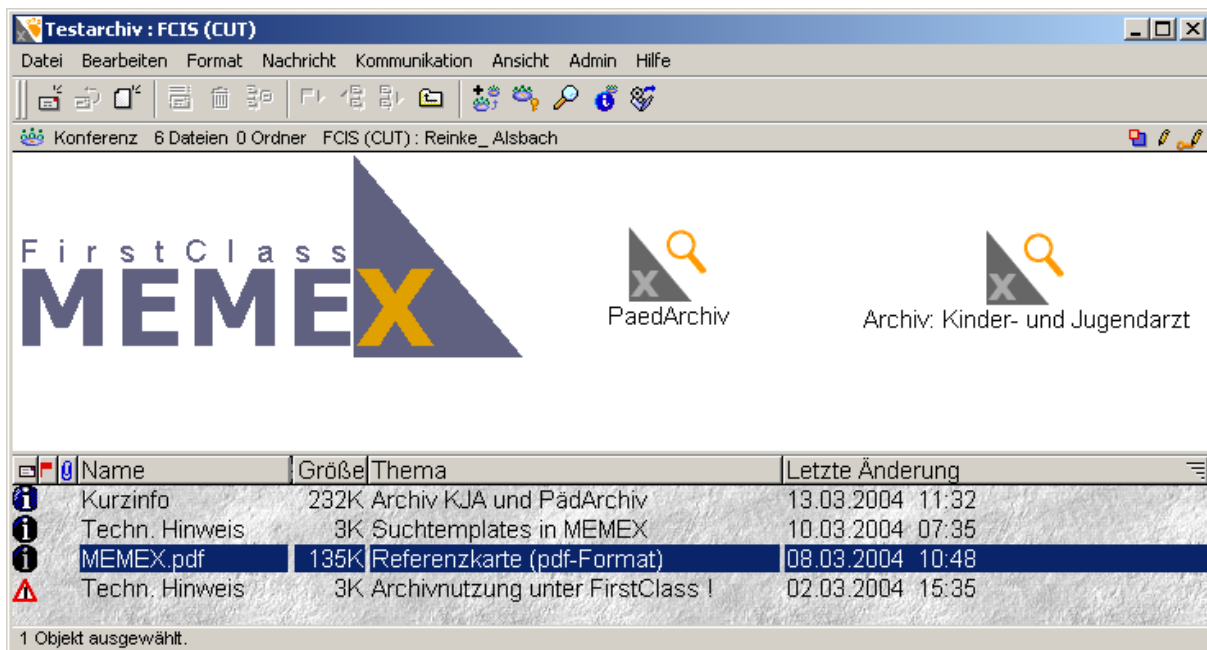 Testarchiv : FCIS (CUT)
Datei Bearbeiten Format Nachricht Kommunikation Ansicht Admin Hilfe
Konferenz 6 Dateien 0 Ordner FCIS (CUT) : Reinke_ Alsbach
FirstClass
MEMEX
X
PaedArchiv
X
Archiv: Kinder- und Jugendarzt
Name Größe Thema Letzte Änderung
Kurzinfo 232K Archiv KJA und PädArchiv 13.03.2004 11:32
Techn. Hinweis 3K Suchtemplates in MEMEX 10.03.2004 07:35
MEMEX.pdf 135K Referenzkarte (pdf-Format) 08.03.2004 10:48
Techn. Hinweis 3K Archivnutzung unter FirstClass ! 02.03.2004 15:35
1 Objekt ausgewählt.